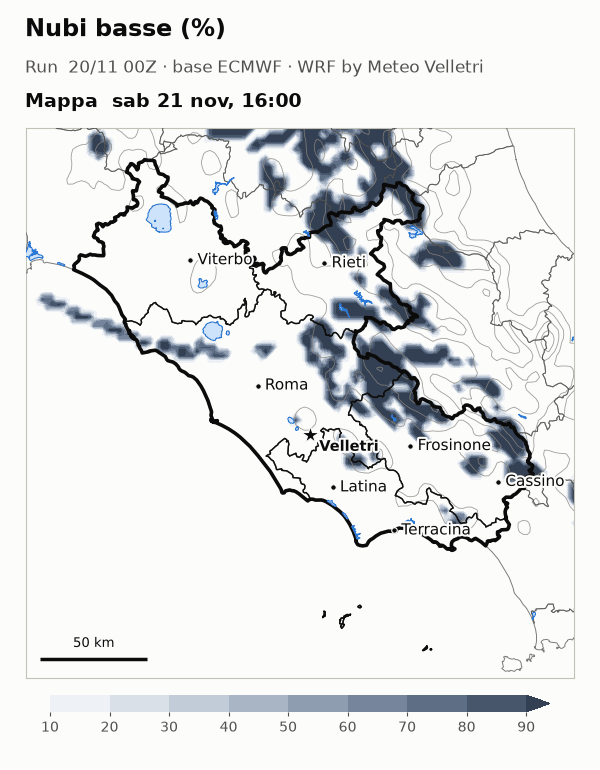 Nubi basse (%)
Run  20/11 00Z · base ECMWF · WRF by Meteo Velletri
Mappa  sab 21 nov, 16:00
Viterbo
Rieti
Roma
Velletri
Frosinone
Cassino
Latina
Terracina
50 km
10 20 30 40 50 60 70 80 90